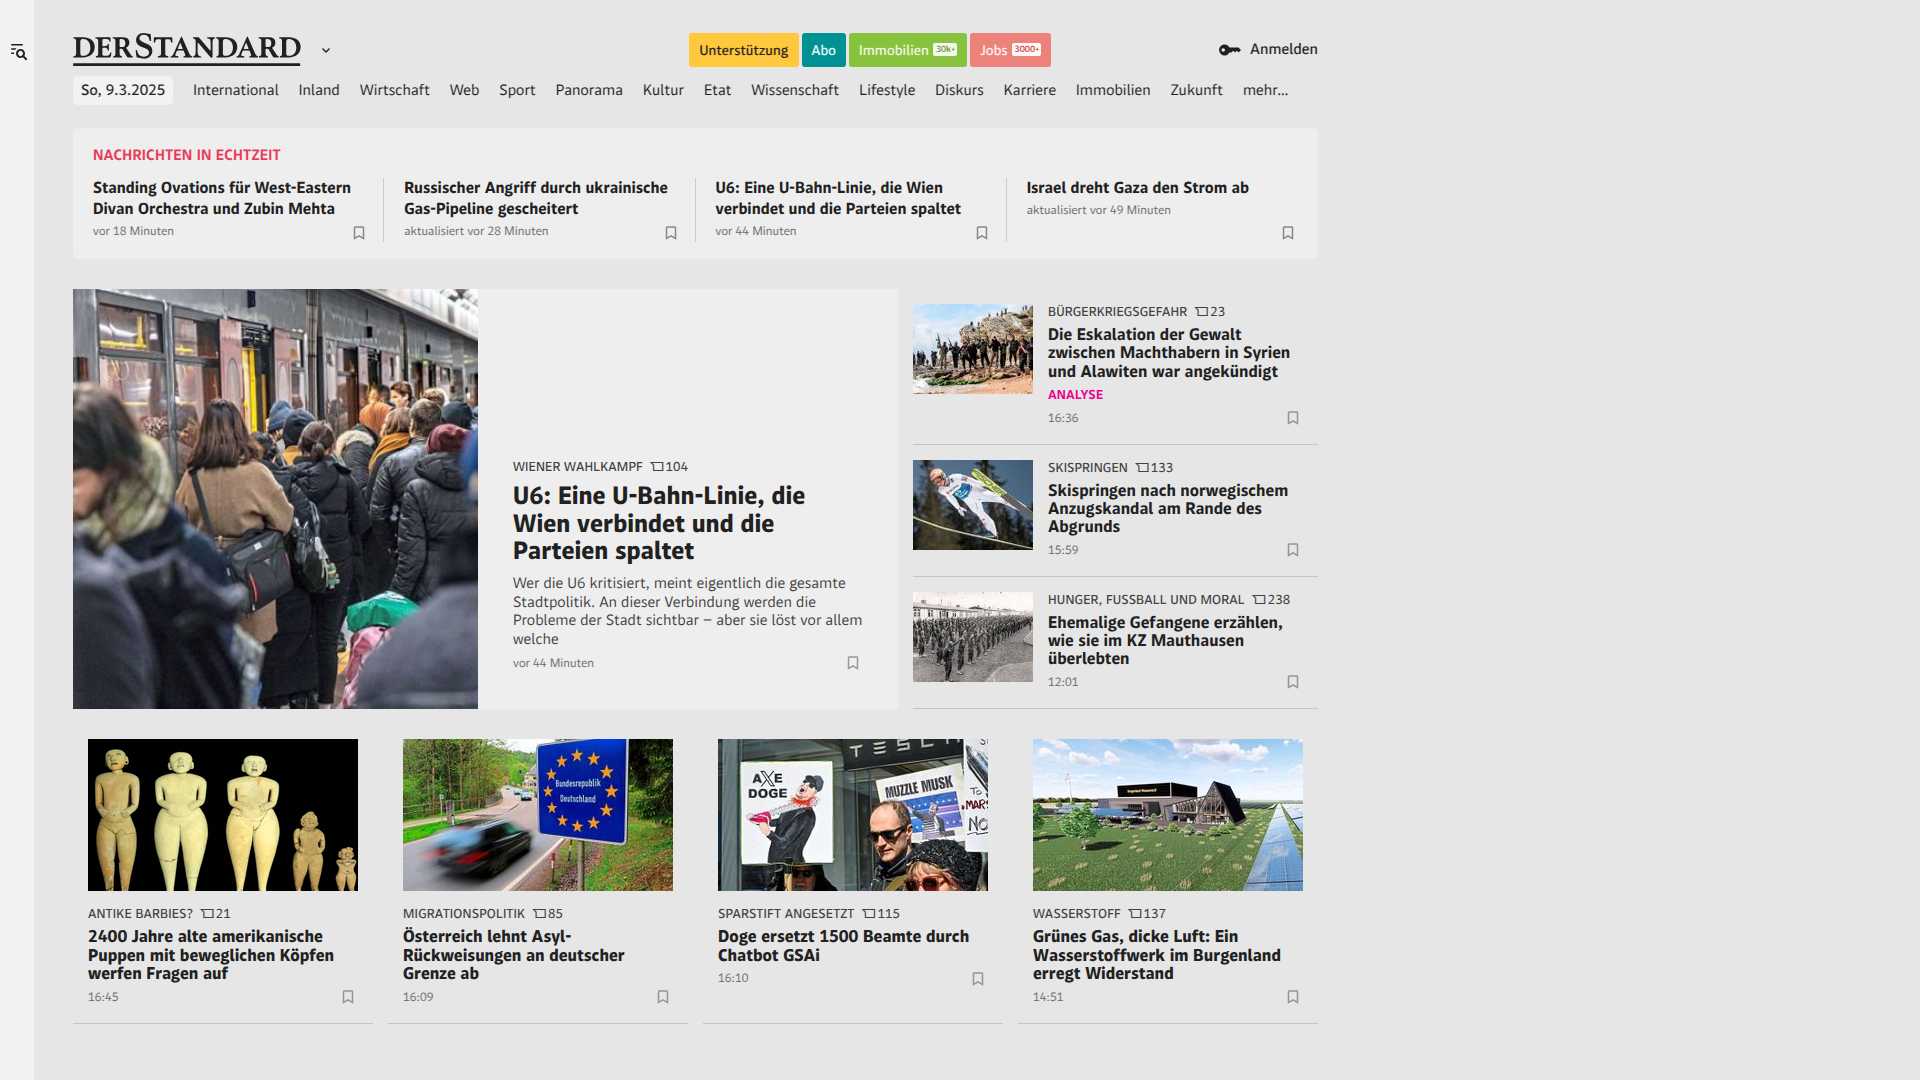 DERSTANDARD
Unterstützung
Abo
Immobilien 30k+
Jobs 3000+
Anmelden
So, 9.3.2025
International
Inland
Wirtschaft
Web
Sport
Panorama
Kultur
Etat
Wissenschaft
Lifestyle
Diskurs
Karriere
Immobilien
Zukunft
mehr...
NACHRICHTEN IN ECHTZEIT
Standing Ovations für West-Eastern
Divan Orchestra und Zubin Mehta
vor 18 Minuten
Russischer Angriff durch ukrainische
Gas-Pipeline gescheitert
aktualisiert vor 28 Minuten
U6: Eine U-Bahn-Linie, die Wien
verbindet und die Parteien spaltet
vor 44 Minuten
Israel dreht Gaza den Strom ab
aktualisiert vor 49 Minuten
WIENER WAHLKAMPF 104
U6: Eine U-Bahn-Linie, die
Wien verbindet und die
Parteien spaltet
Wer die U6 kritisiert, meint eigentlich die gesamte
Stadtpolitik. An dieser Verbindung werden die
Probleme der Stadt sichtbar – aber sie löst vor allem
welche
vor 44 Minuten
BÜRGERKRIEGSGEFAHR 23
Die Eskalation der Gewalt
zwischen Machthabern in Syrien
und Alawiten war angekündigt
ANALYSE
16:36
SKISPRINGEN 133
Skispringen nach norwegischem
Anzugskandal am Rande des
Abgrunds
15:59
HUNGER, FUSSBALL UND MORAL 238
Ehemalige Gefangene erzählen,
wie sie im KZ Mauthausen
überlebten
12:01
ANTIKE BARBIES? 21
2400 Jahre alte amerikanische
Puppen mit beweglichen Köpfen
werfen Fragen auf
16:45
Bundesrepublik
Deutschland
MIGRATIONSPOLITIK 85
Österreich lehnt Asyl-
Rückweisungen an deutscher
Grenze ab
16:09
TESL
AXE
DOGE
MUZZLE MUSK
TO
MARS
NO
SPARSTIFT ANGESETZT 115
Doge ersetzt 1500 Beamte durch
Chatbot GSAi
16:10
WASSERSTOFF 137
Grünes Gas, dicke Luft: Ein
Wasserstoffwerk im Burgenland
erregt Widerstand
14:51